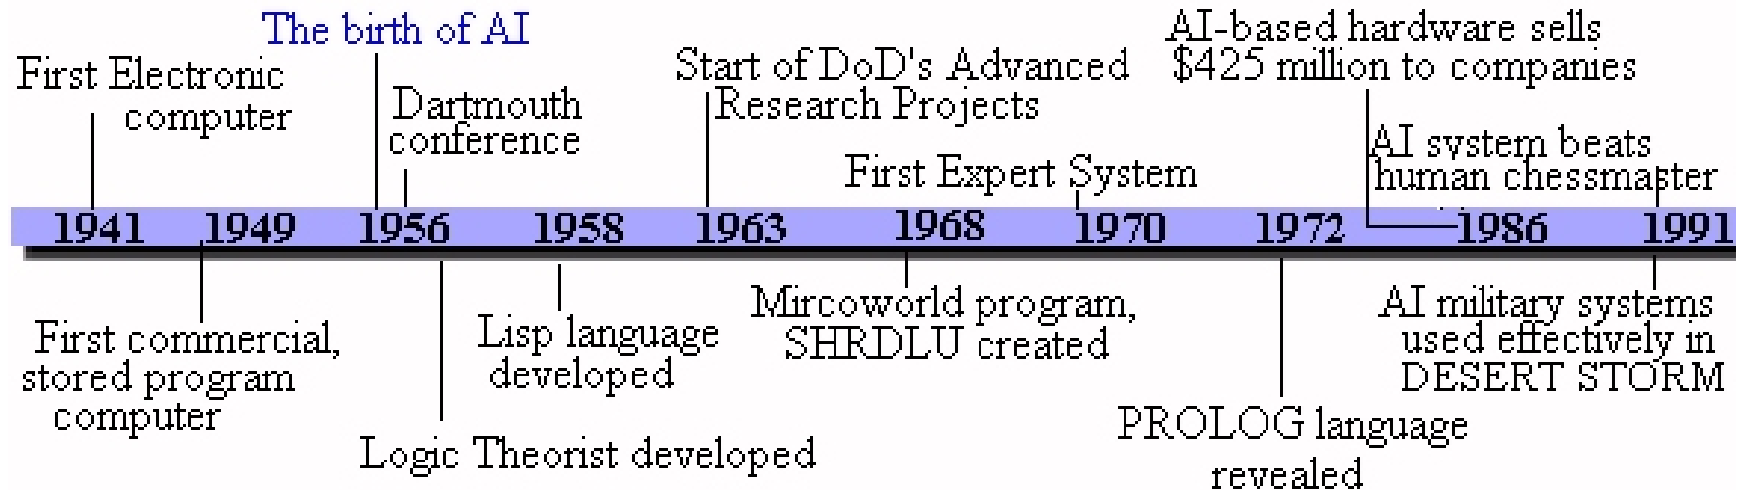 The birth of AI
First Electronic
computer
Dartmouth
conference
Start of DoD's Advanced
Research Projects
First Expert System
AI-based hardware sells
$425 million to companies
AI system beats
human chessmaster
1941 1949 1956 1958 1963 1968 1970 1972 1986 1991
First commercial,
stored program
computer
Logic Theorist developed
Lisp language
developed
Mircoworld program,
SHRDLU created
PROLOG language
revealed
AI military systems
used effectively in
DESERT STORM